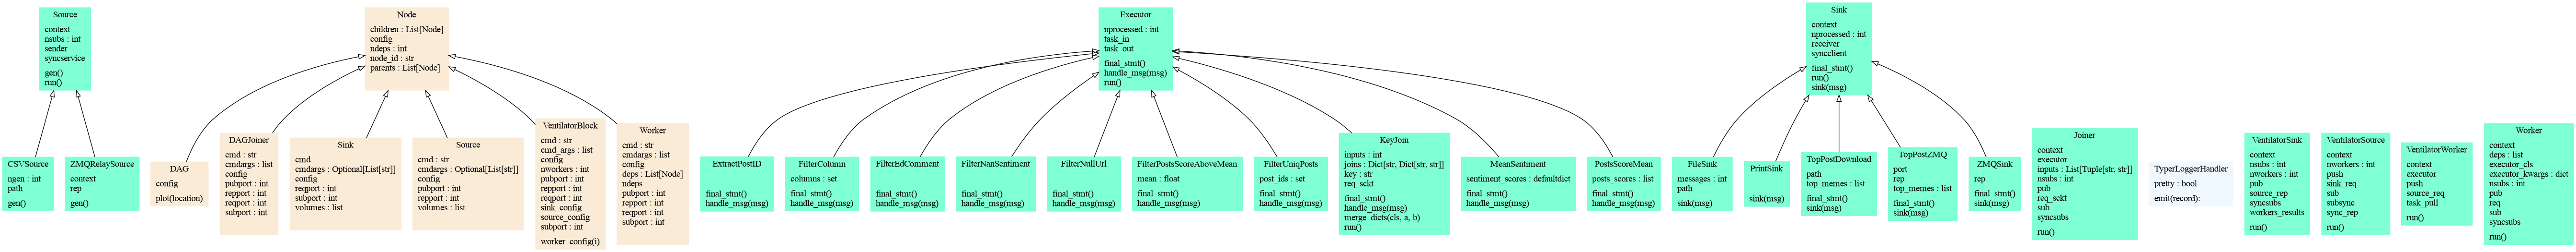 Source
context
nsubs : int
sender
syncservice
gen()
run()
Node
children : List[Node]
config
ndeps : int
node_id : str
parents : List[Node]
Executor
nprocessed : int
task_in
task_out
final_stmt()
handle_msg(msg)
run()
Sink
context
nprocessed : int
receiver
syncclient
final_stmt()
run()
sink(msg)
CSVSource
ngen : int
path
gen()
ZMQRelaySource
context
rep
gen()
DAG
config
plot(location)
DAGJoiner
cmd : str
cmdargs : list
config
pubport : int
repport : int
reqport : int
subport : int
Sink
cmd
cmdargs : Optional[List[str]]
config
reqport : int
subport : int
volumes : list
Source
cmd : str
cmdargs : Optional[List[str]]
config
pubport : int
repport : int
volumes : list
VentilatorBlock
cmd : str
cmd_args : list
config
nworkers : int
pubport : int
repport : int
reqport : int
sink_config
source_config
subport : int
worker_config(i)
Worker
cmd : str
cmdargs : list
config
deps : List[Node]
ndeps
pubport : int
repport : int
reqport : int
subport : int
ExtractPostID
final_stmt()
handle_msg(msg)
FilterColumn
columns : set
final_stmt()
handle_msg(msg)
FilterEdComment
final_stmt()
handle_msg(msg)
FilterNanSentiment
final_stmt()
handle_msg(msg)
FilterNullUrl
final_stmt()
handle_msg(msg)
FilterPostsScoreAboveMean
mean : float
final_stmt()
handle_msg(msg)
FilterUniqPosts
post_ids : set
final_stmt()
handle_msg(msg)
KeyJoin
inputs : int
joins : Dict[str, Dict[str, str]]
key : str
req_sckt
final_stmt()
handle_msg(msg)
merge_dicts(cls, a, b)
run()
MeanSentiment
sentiment_scores : defaultdict
final_stmt()
handle_msg(msg)
PostsScoreMean
posts_scores : list
final_stmt()
handle_msg(msg)
FileSink
messages : int
path
sink(msg)
PrintSink
sink(msg)
TopPostDownload
path
top_memes : list
final_stmt()
sink(msg)
TopPostZMQ
port
rep
top_memes : list
final_stmt()
sink(msg)
ZMQSink
rep
final_stmt()
sink(msg)
Joiner
context
executor
inputs : List[Tuple[str, str]]
nsubs : int
pub
req_sckt
sub
syncsubs
run()
TyperLoggerHandler
pretty : bool
emit(record):
VentilatorSink
context
nsubs : int
nworkers : int
pub
source_rep
syncsubs
workers_results
run()
VentilatorSource
context
nworkers : int
push
sink_req
sub
subsync
sync_rep
run()
VentilatorWorker
context
executor
push
source_req
task_pull
run()
Worker
context
deps : list
executor_cls
executor_kwargs : dict
nsubs : int
pub
req
sub
syncsubs
run()